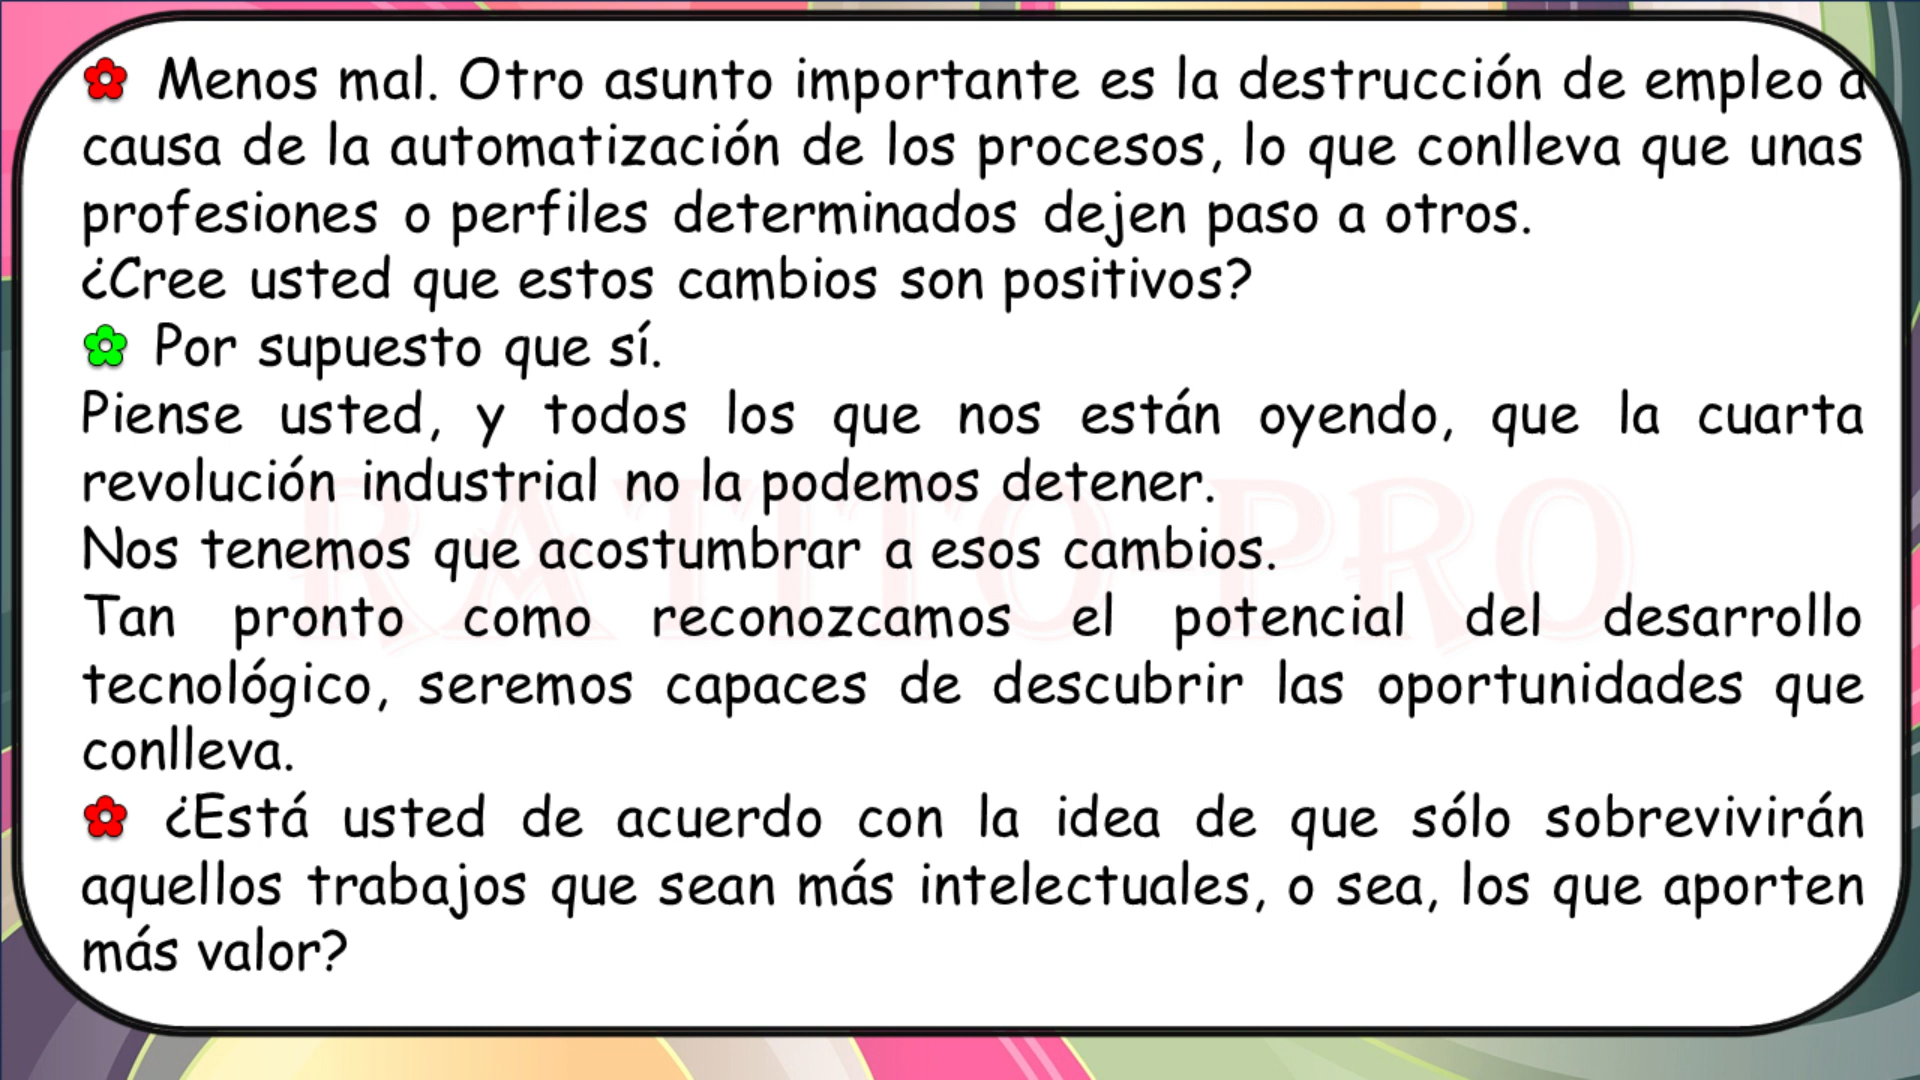 Menos mal. Otro asunto importante es la destrucción de empleo a
causa de la automatización de los procesos, lo que conlleva que unas
profesiones o perfiles determinados dejen paso a otros.
¿Cree usted que estos cambios son positivos?
Por supuesto que sí.
Piense usted, y todos los que nos están oyendo, que la cuarta
revolución industrial no la podemos detener.
Nos tenemos que acostumbrar a esos cambios.
Tan pronto como reconozcamos el potencial del desarrollo
tecnológico, seremos capaces de descubrir las oportunidades que
conlleva.
¿Está usted de acuerdo con la idea de que sólo sobrevivirán
aquellos trabajos que sean más intelectuales, o sea, los que aporten
más valor?
RATITO PRO